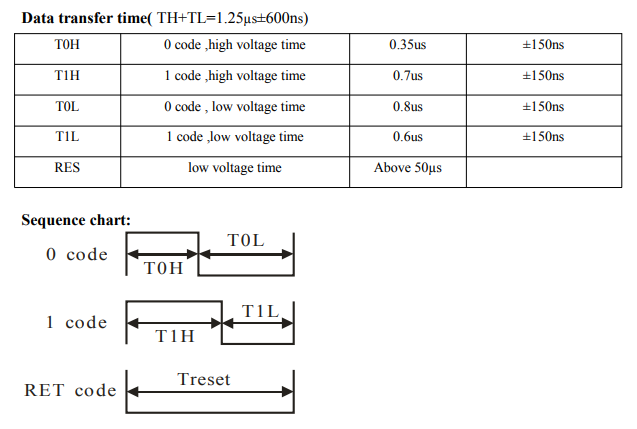 Data transfer time( TH+TL=1.25µs±600ns)
T0H 0 code ,high voltage time 0.35us ±150ns
T1H 1 code ,high voltage time 0.7us ±150ns
T0L 0 code , low voltage time 0.8us ±150ns
T1L 1 code ,low voltage time 0.6us ±150ns
RES low voltage time Above 50µs
Sequence chart:
0 code T0H T0L
1 code T1H T1L
RET code Treset